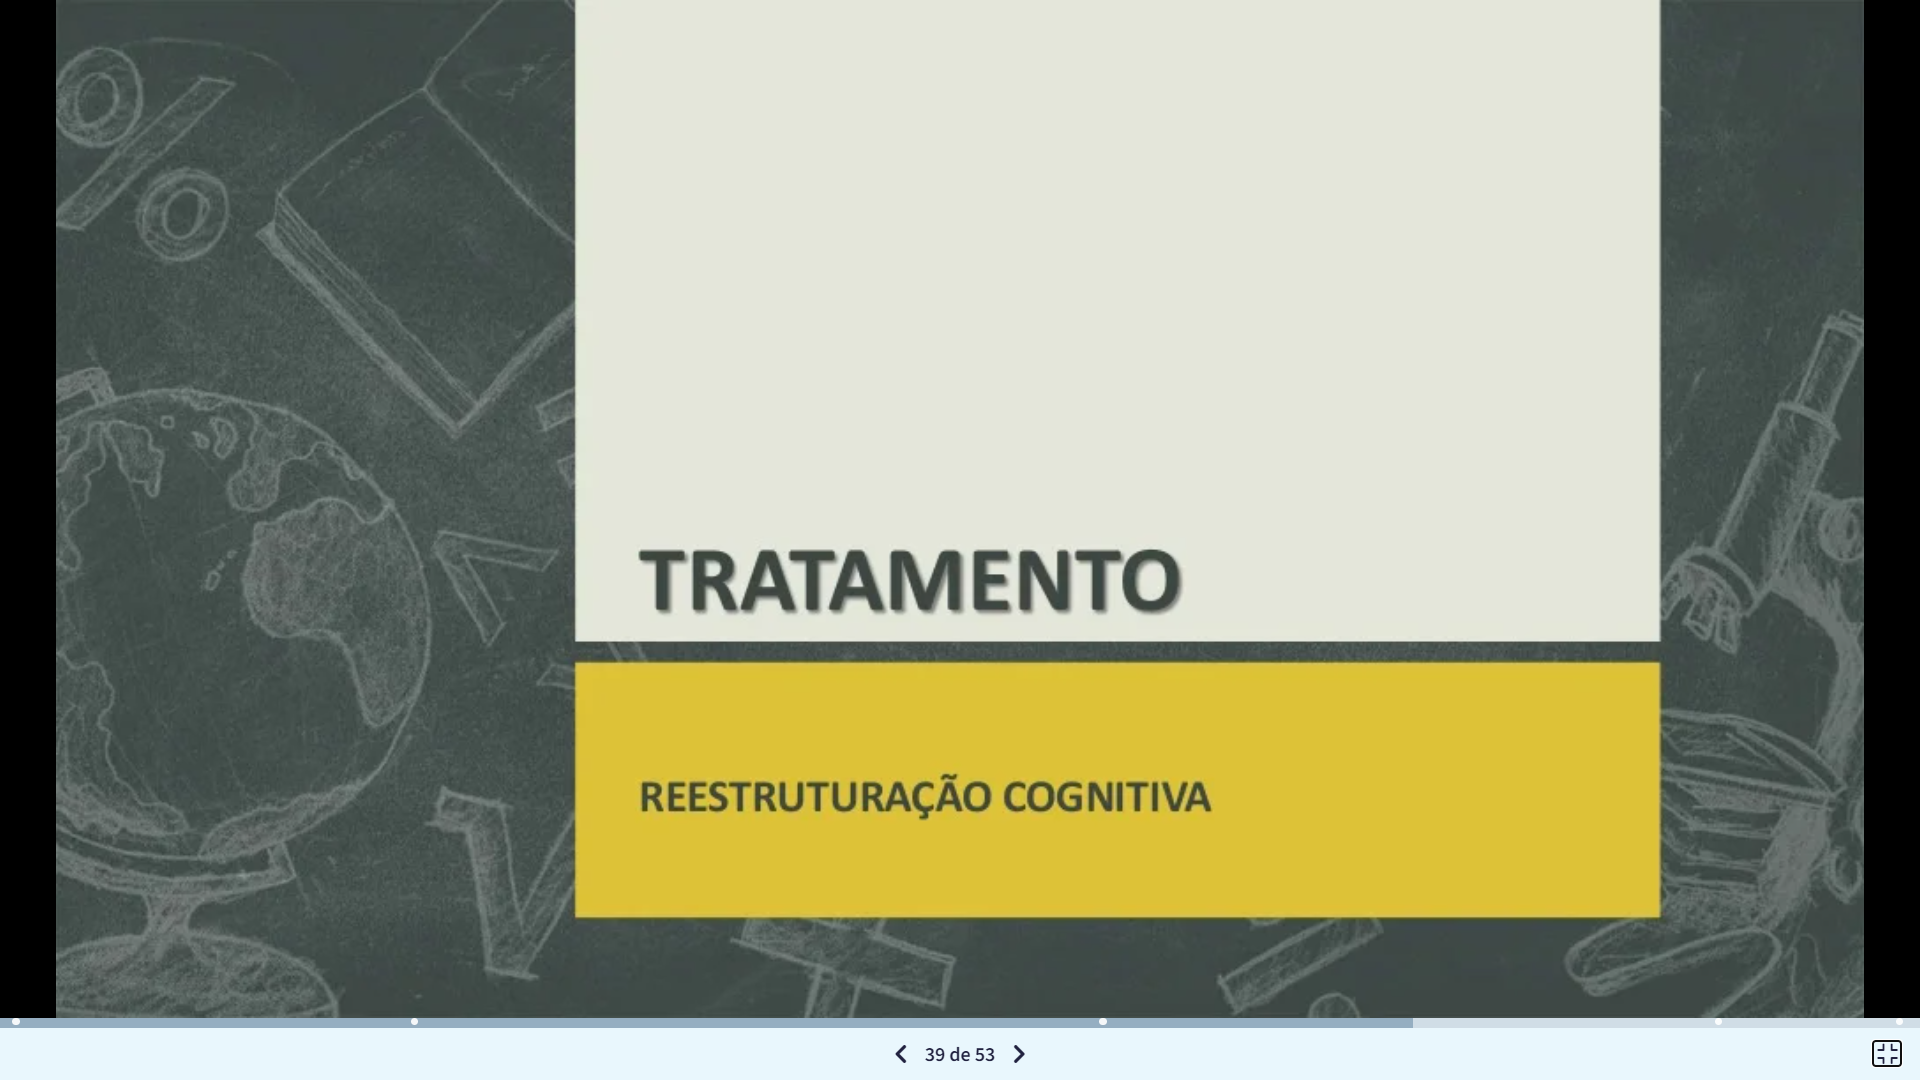 TRATAMENTO
REESTRUTURAÇÃO COGNITIVA
39 de 53